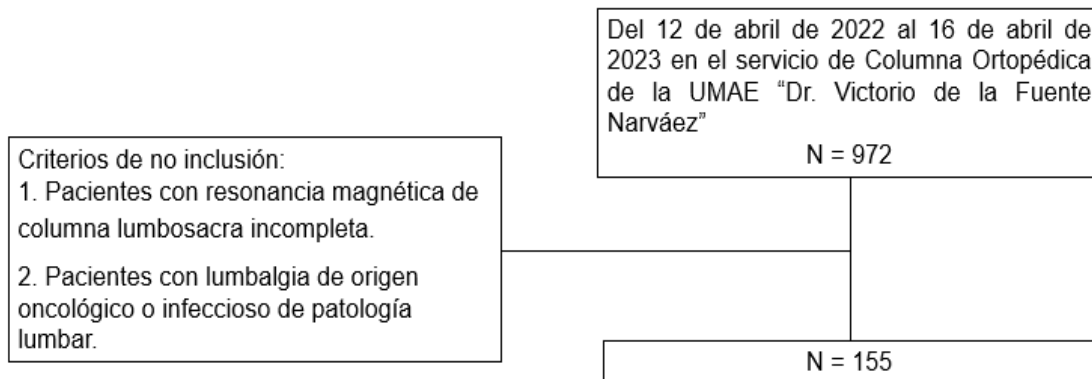 Del 12 de abril de 2022 al 16 de abril de
2023 en el servicio de Columna Ortopédica
de la UMAE “Dr. Victorio de la Fuente
Narváez”
N = 972
Criterios de no inclusión:
1. Pacientes con resonancia magnética de
columna lumbosacra incompleta.
2. Pacientes con lumbalgia de origen
oncológico o infeccioso de patología
lumbar.
N = 155